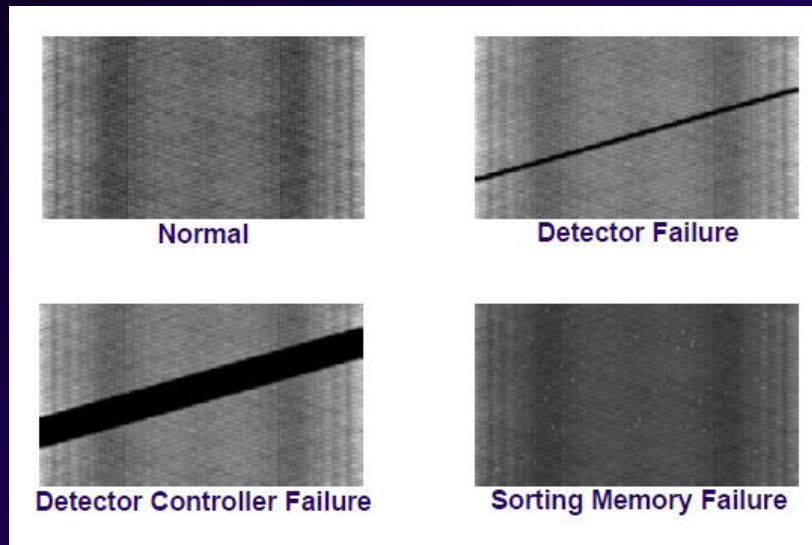 Normal
Detector Failure
Detector Controller Failure
Sorting Memory Failure